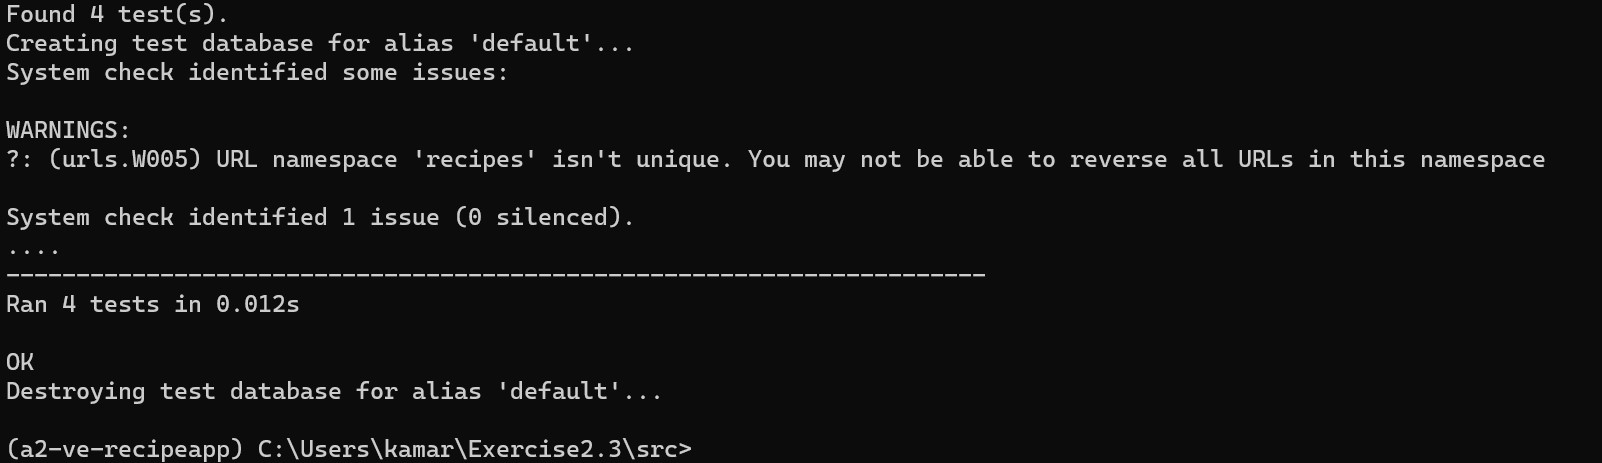 Found 4 test(s).
Creating test database for alias 'default'...
System check identified some issues:
WARNINGS:
?: (urls.W005) URL namespace 'recipes' isn't unique. You may not be able to reverse all URLs in this namespace
System check identified 1 issue (0 silenced).
....
----------------------------------------------------------------------
Ran 4 tests in 0.012s
OK
Destroying test database for alias 'default'...
(a2-ve-recipeapp) C:\Users\kamar\Exercise2.3\src>